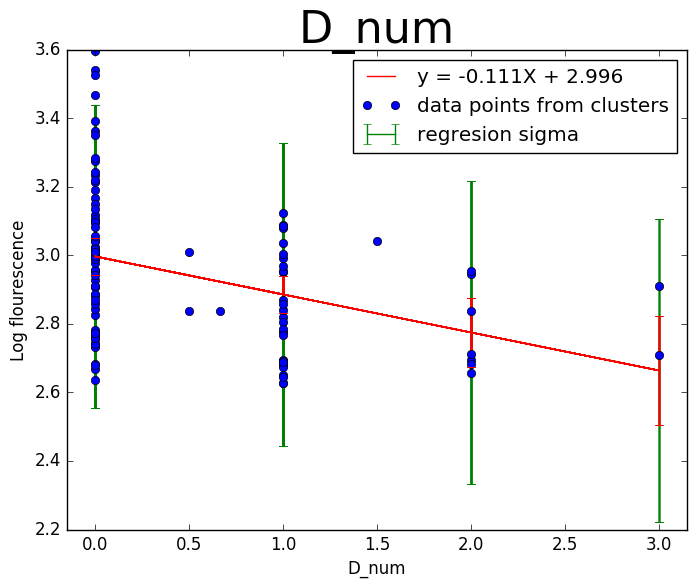 D_num
y = -0.111X + 2.996
data points from clusters
regresion sigma
3.6
3.4
3.2
3.0
2.8
2.6
2.4
2.2
Log flourescence
0.0 0.5 1.0 1.5 2.0 2.5 3.0
D_num